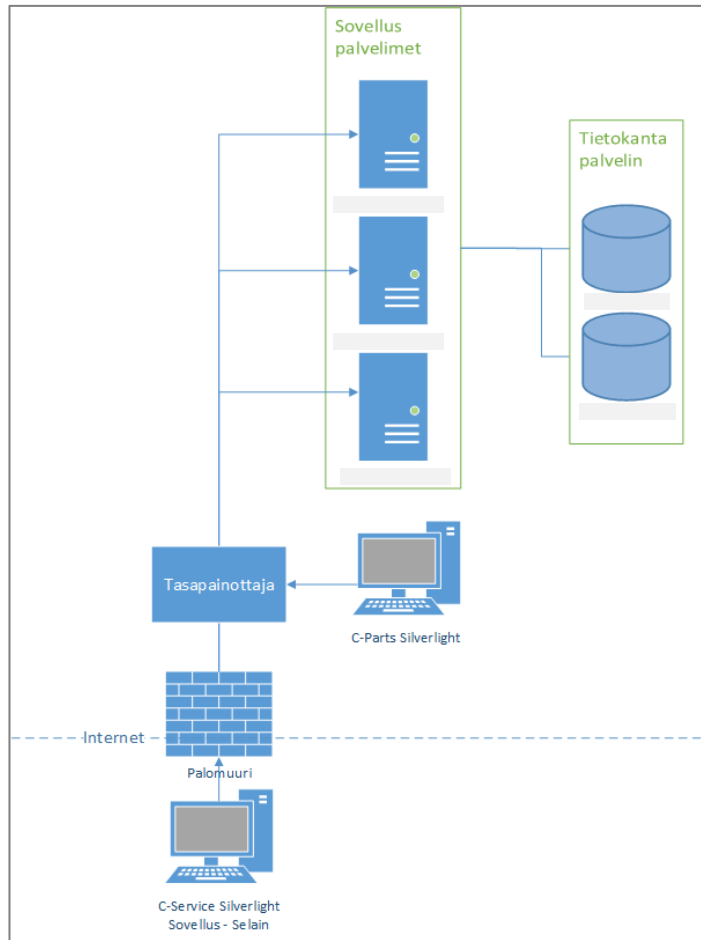 Sovellus
palvelimet
Tietokanta
palvelin
Tasapainottaja
C-Parts Silverlight
Internet
Palomuuri
C-Service Silverlight
Sovellus - Selain